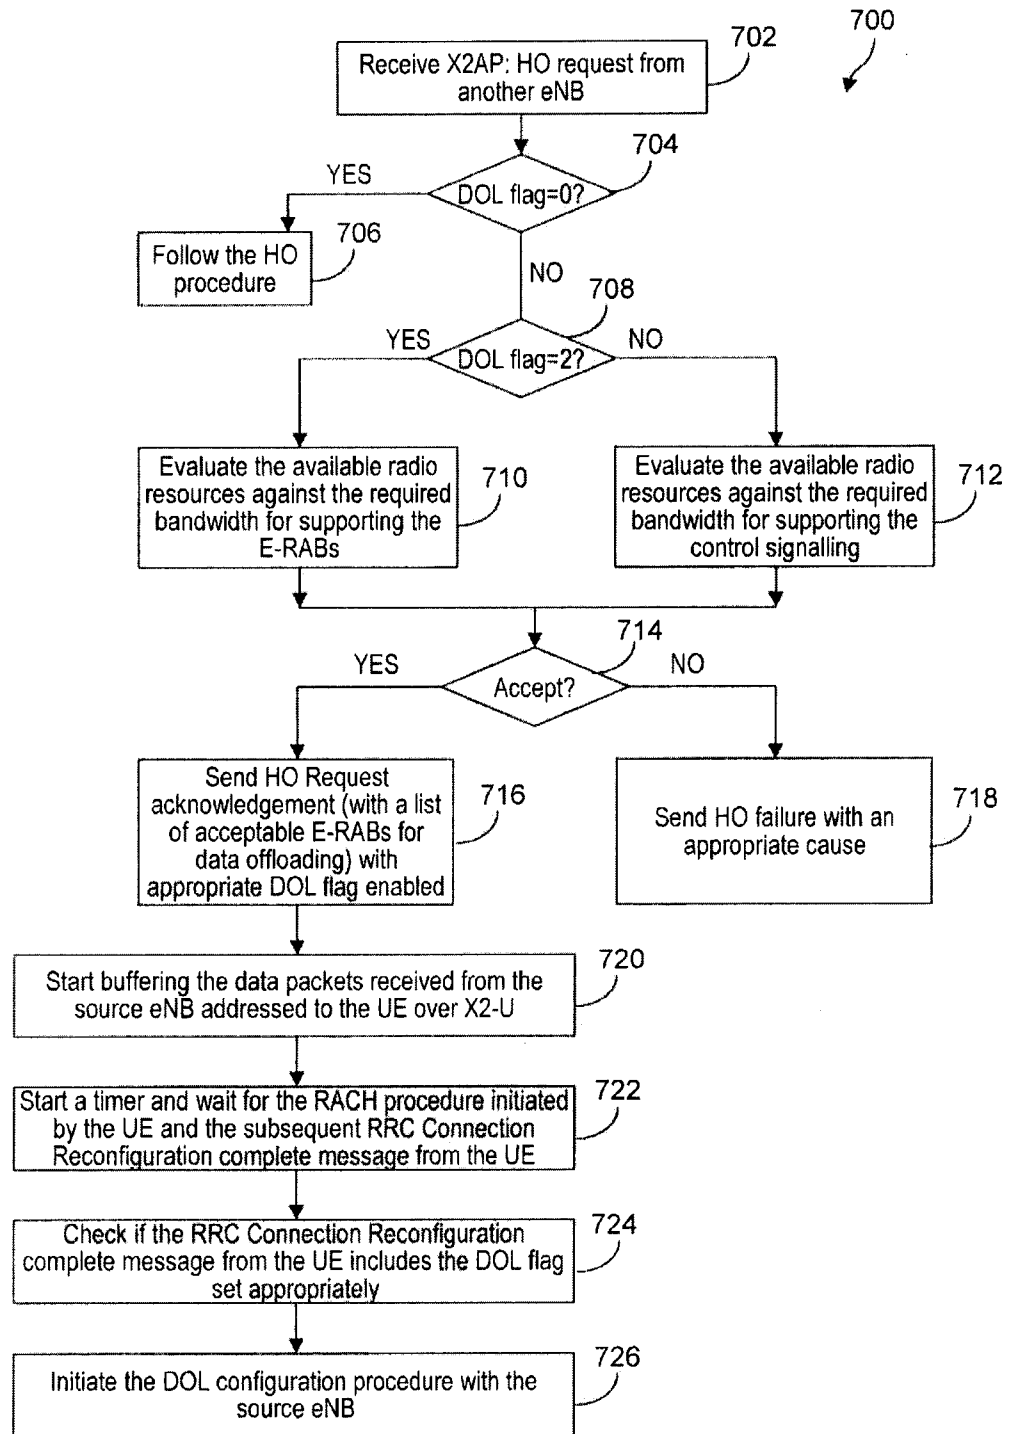 700
702
Receive X2AP: HO request from
another eNB
704
YES
DOL flag=0?
706
Follow the HO
procedure
NO
708
YES
NO
DOL flag=2?
Evaluate the available radio
resources against the required
bandwidth for supporting the
E-RABs
710
Evaluate the available radio
resources against the required
bandwidth for supporting the
control signalling
712
714
YES
NO
Accept?
Send HO Request
acknowledgement (with a list
of acceptable E-RABs for
data offloading) with
appropriate DOL flag enabled
716
Send HO failure with an
appropriate cause
718
Start buffering the data packets received from the
source eNB addressed to the UE over X2-U
720
Start a timer and wait for the RACH procedure initiated
by the UE and the subsequent RRC Connection
Reconfiguration complete message from the UE
722
Check if the RRC Connection Reconfiguration
complete message from the UE includes the DOL flag
set appropriately
724
Initiate the DOL configuration procedure with the
source eNB
726